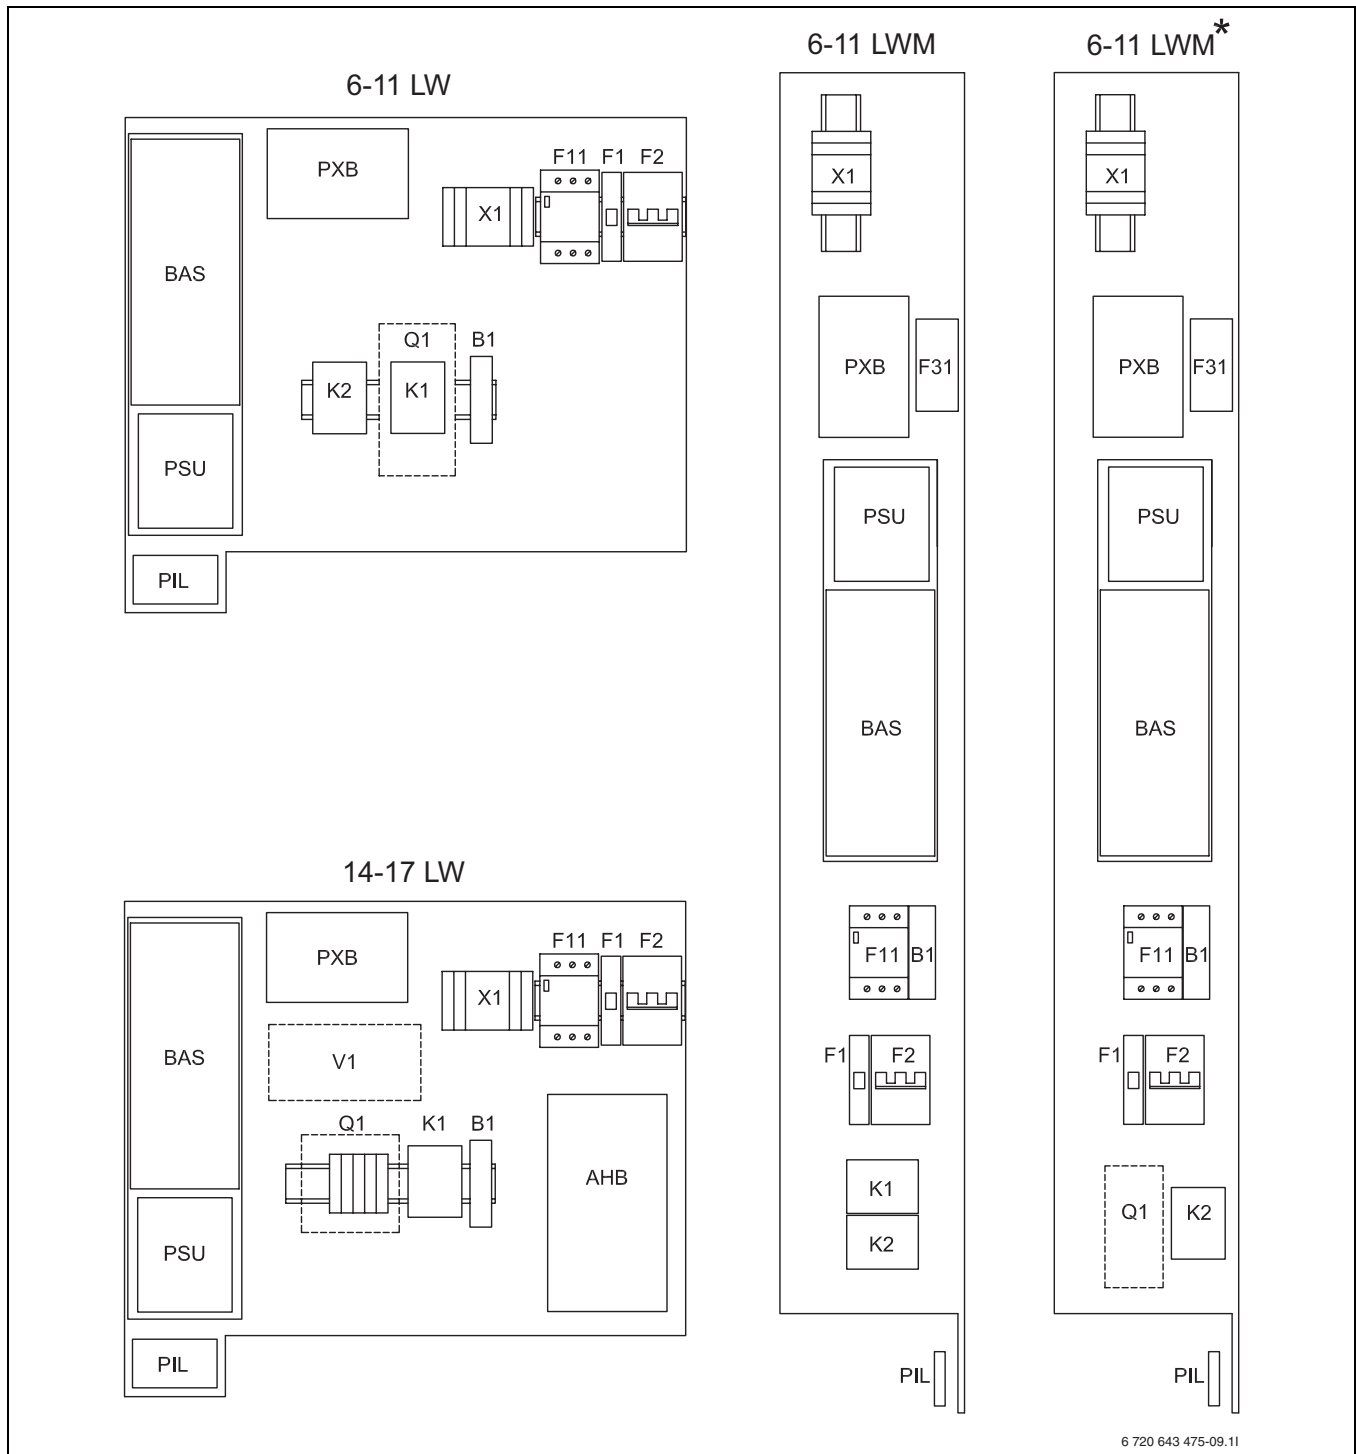 6-11 LW
PXB
F11 F1 F2
X1
BAS
Q1 B1
K2 K1
PSU
PIL
14-17 LW
PXB
F11 F1 F2
X1
BAS
V1
Q1 K1 B1
AHB
PSU
PIL
6-11 LWM
X1
PXB F31
PSU
BAS
F11 B1
F1 F2
K1
K2
PIL
6-11 LWM*
X1
PXB F31
PSU
BAS
F11 B1
F1 F2
Q1 K2
PIL
6 720 643 475-09.1I